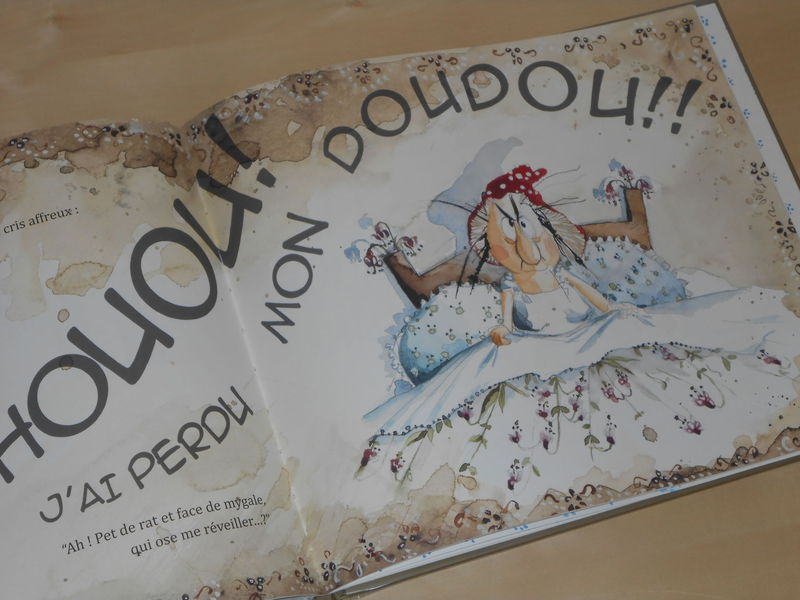 cris affreux :
HOUOU!
J'AI PERDU
MON DOUDOU!!
“Ah ! Pet de rat et face de mygale,
qui ose me réveiller...?”